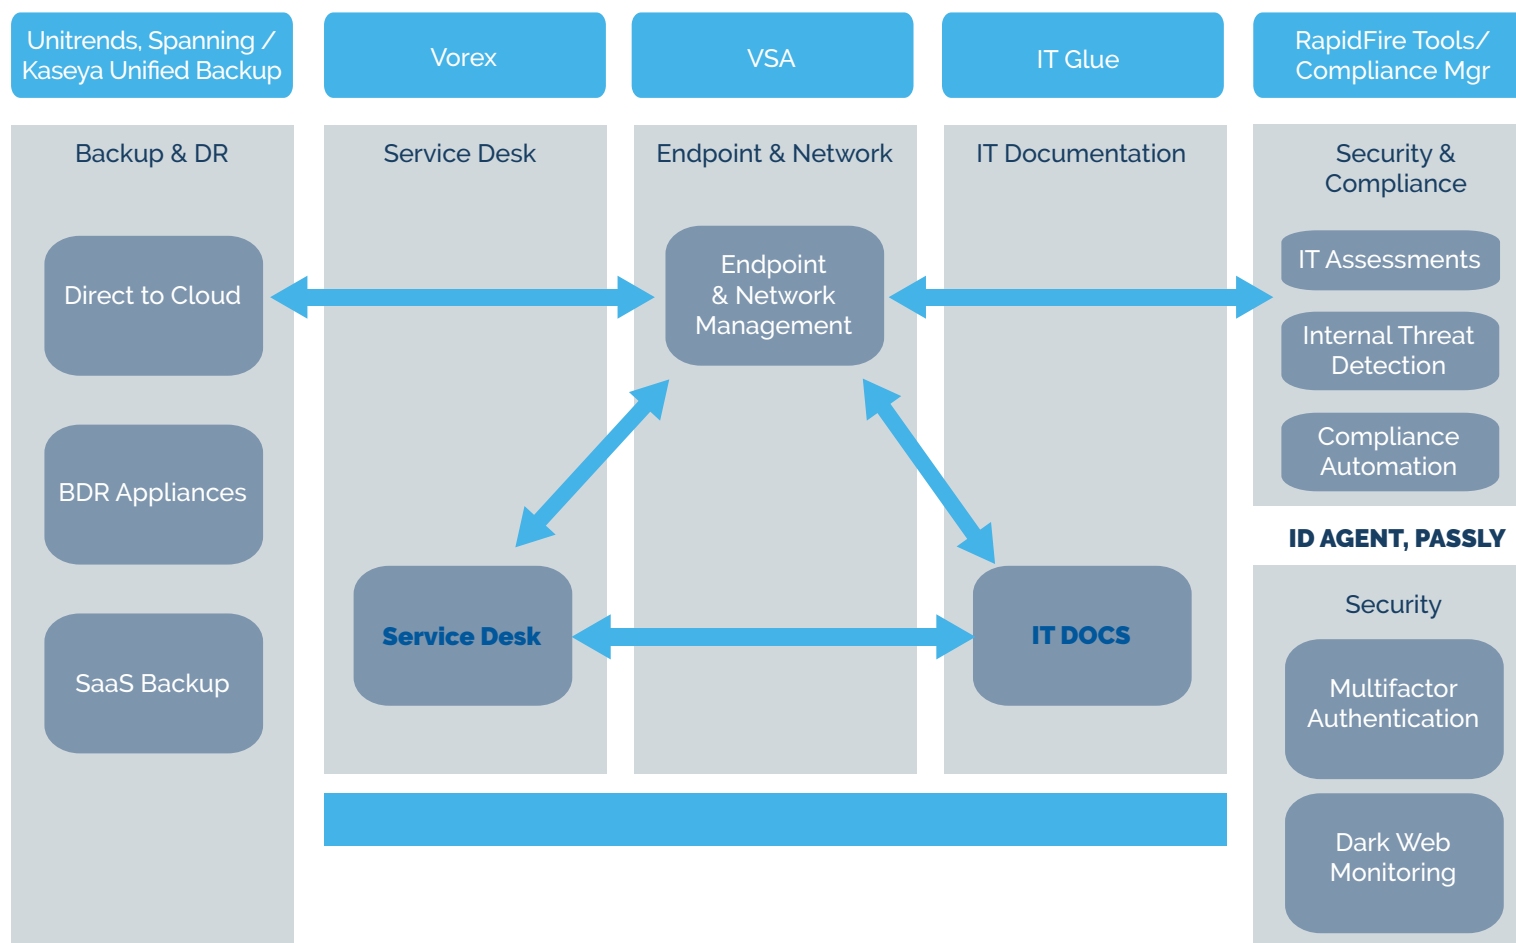 Unitrends, Spanning /
Kaseya Unified Backup
Vorex
VSA
IT Glue
RapidFire Tools/
Compliance Mgr
Backup & DR
Direct to Cloud
BDR Appliances
SaaS Backup
Service Desk
Service Desk
Endpoint & Network
Endpoint
& Network
Management
IT Documentation
IT DOCS
Security &
Compliance
IT Assessments
Internal Threat
Detection
Compliance
Automation
ID AGENT, PASSLY
Security
Multifactor
Authentication
Dark Web
Monitoring